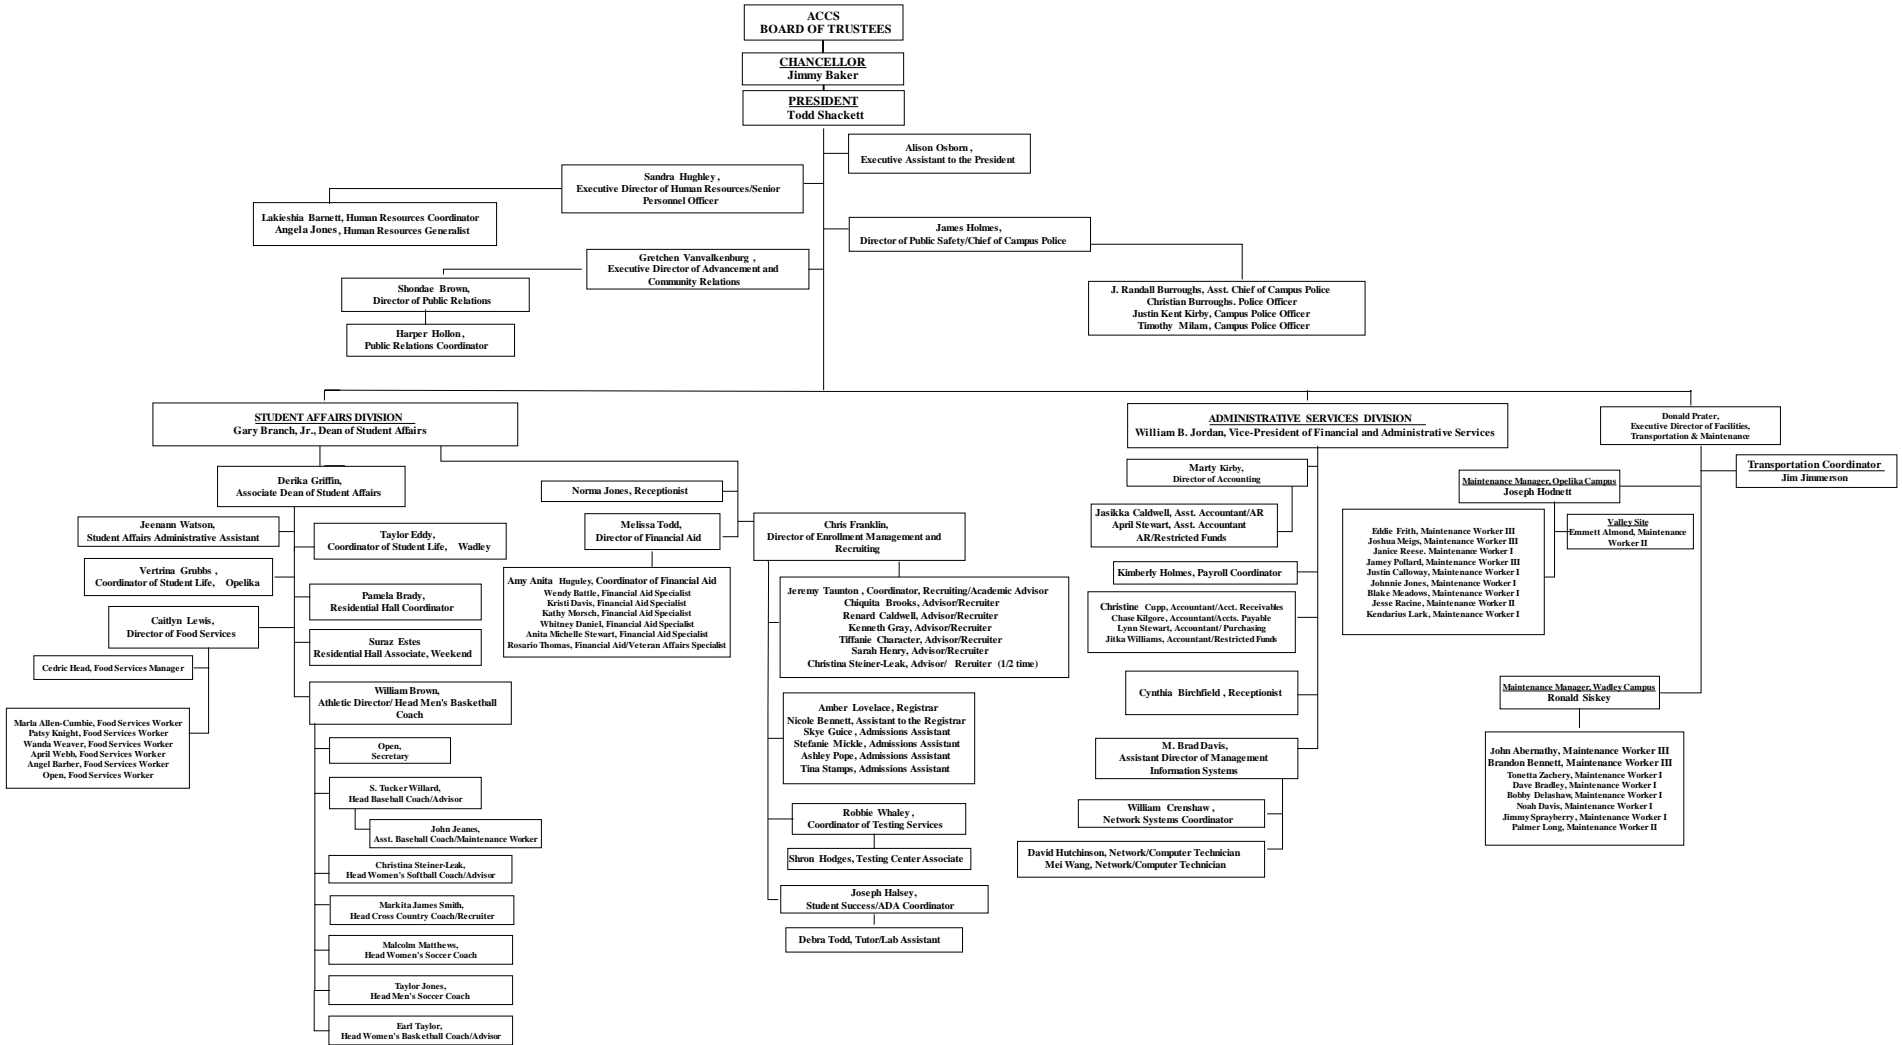 ACCS
BOARD OF TRUSTEES
CHANCELLOR
Jimmy Baker
PRESIDENT
Todd Shackett
Alison Osborn ,
Executive Assistant to the President
Sandra Hughley ,
Executive Director of Human Resources/Senior
Personnel Officer
Lakieshia Barnett, Human Resources Coordinator
Angela Jones , Human Resources Generalist
James Holmes,
Director of Public Safety/Chief of Campus Police
Gretchen Vanvalkenburg ,
Executive Director of Advancement and
Community Relations
Shondae Brown,
Director of Public Relations
Harper Hollon ,
Public Relations Coordinator
J. Randall Burroughs, Asst. Chief of Campus Police
Christian Burroughs. Police Officer
Justin Kent Kirby, Campus Police Officer
Timothy Milam , Campus Police Officer
STUDENT AFFAIRS DIVISION
Gary Branch, Jr., Dean of Student Affairs
Derika Griffin,
Associate Dean of Student Affairs
Jeenann Watson,
Student Affairs Administrative Assistant
Taylor Eddy,
Coordinator of Student Life, Wadley
Vertrina Grubbs ,
Coordinator of Student Life, Opelika
Pamela Brady,
Residential Hall Coordinator
Caitlyn Lewis,
Director of Food Services
Suraz Estes
Residential Hall Associate, Weekend
Cedric Head, Food Services Manager
Marla Allen-Cumbie, Food Services Worker
Patsy Knight, Food Services Worker
Wanda Weaver, Food Services Worker
April Webb, Food Services Worker
Angel Barber, Food Services Worker
Open, Food Services Worker
William Brown,
Athletic Director/ Head Men's Basketball
Coach
Open,
Secretary
S. Tucker Willard,
Head Baseball Coach/Advisor
John Jeanes,
Asst. Baseball Coach/Maintenance Worker
Christina Steiner-Leak,
Head Women's Softball Coach/Advisor
Markita James Smith,
Head Cross Country Coach/Recruiter
Malcolm Matthews,
Head Women's Soccer Coach
Taylor Jones,
Head Men's Soccer Coach
Earl Taylor,
Head Women's Basketball Coach/Advisor
Norma Jones, Receptionist
Melissa Todd,
Director of Financial Aid
Amy Anita Huguley, Coordinator of Financial Aid
Wendy Battle, Financial Aid Specialist
Kristi Davis, Financial Aid Specialist
Kathy Morsch, Financial Aid Specialist
Whitney Daniel, Financial Aid Specialist
Anita Michelle Stewart, Financial Aid Specialist
Rosario Thomas, Financial Aid/Veteran Affairs Specialist
Chris Franklin,
Director of Enrollment Management and
Recruiting
Jeremy Taunton , Coordinator, Recruiting/Academic Advisor
Chiquita Brooks, Advisor/Recruiter
Renard Caldwell, Advisor/Recruiter
Kenneth Gray, Advisor/Recruiter
Tiffanie Character, Advisor/Recruiter
Sarah Henry, Advisor/Recruiter
Christina Steiner-Leak, Advisor/ Reruiter (1/2 time)
Amber Lovelace, Registrar
Nicole Bennett, Assistant to the Registrar
Skye Guice , Admissions Assistant
Stefanie Mickle, Admissions Assistant
Ashley Pope, Admissions Assistant
Tina Stamps, Admissions Assistant
Robbie Whaley ,
Coordinator of Testing Services
Shron Hodges, Testing Center Associate
Joseph Halsey,
Student Success/ADA Coordinator
Debra Todd, Tutor/Lab Assistant
ADMINISTRATIVE SERVICES DIVISION
William B. Jordan, Vice-President of Financial and Administrative Services
Marty Kirby,
Director of Accounting
Jasikka Caldwell, Asst. Accountant/AR
April Stewart, Asst. Accountant
AR/Restricted Funds
Kimberly Holmes, Payroll Coordinator
Christine Cupp, Accountant/Acct. Receivables
Chase Kilgore, Accountant/Accts. Payable
Lynn Stewart, Accountant/ Purchasing
Jitka Williams, Accountant/Restricted Funds
Cynthia Birchfield , Receptionist
M. Brad Davis,
Assistant Director of Management
Information Systems
William Crenshaw ,
Network Systems Coordinator
David Hutchinson, Network/Computer Technician
Mei Wang, Network/Computer Technician
Donald Prater,
Executive Director of Facilities,
Transportation & Maintenance
Transportation Coordinator
Jim Jimmerson
Maintenance Manager, Opelika Campus
Joseph Hodnett
Valley Site
Emmett Almond, Maintenance
Worker II
Eddie Frith, Maintenance Worker III
Joshua Meigs, Maintenance Worker III
Janice Reese. Maintenance Worker I
Jamey Pollard, Maintenance Worker III
Justin Calloway, Maintenance Worker I
Johnnie Jones, Maintenance Worker I
Blake Meadows, Maintenance Worker I
Jesse Racine, Maintenance Worker II
Kendarius Lark, Maintenance Worker I
Maintenance Manager, Wadley Campus
Ronald Siskey
John Abernathy, Maintenance Worker III
Brandon Bennett, Maintenance Worker III
Tonetta Zachery, Maintenance Worker I
Dave Bradley, Maintenance Worker I
Bobby Delashaw, Maintenance Worker I
Noah Davis, Maintenance Worker I
Jimmy Sprayberry, Maintenance Worker I
Palmer Long, Maintenance Worker II